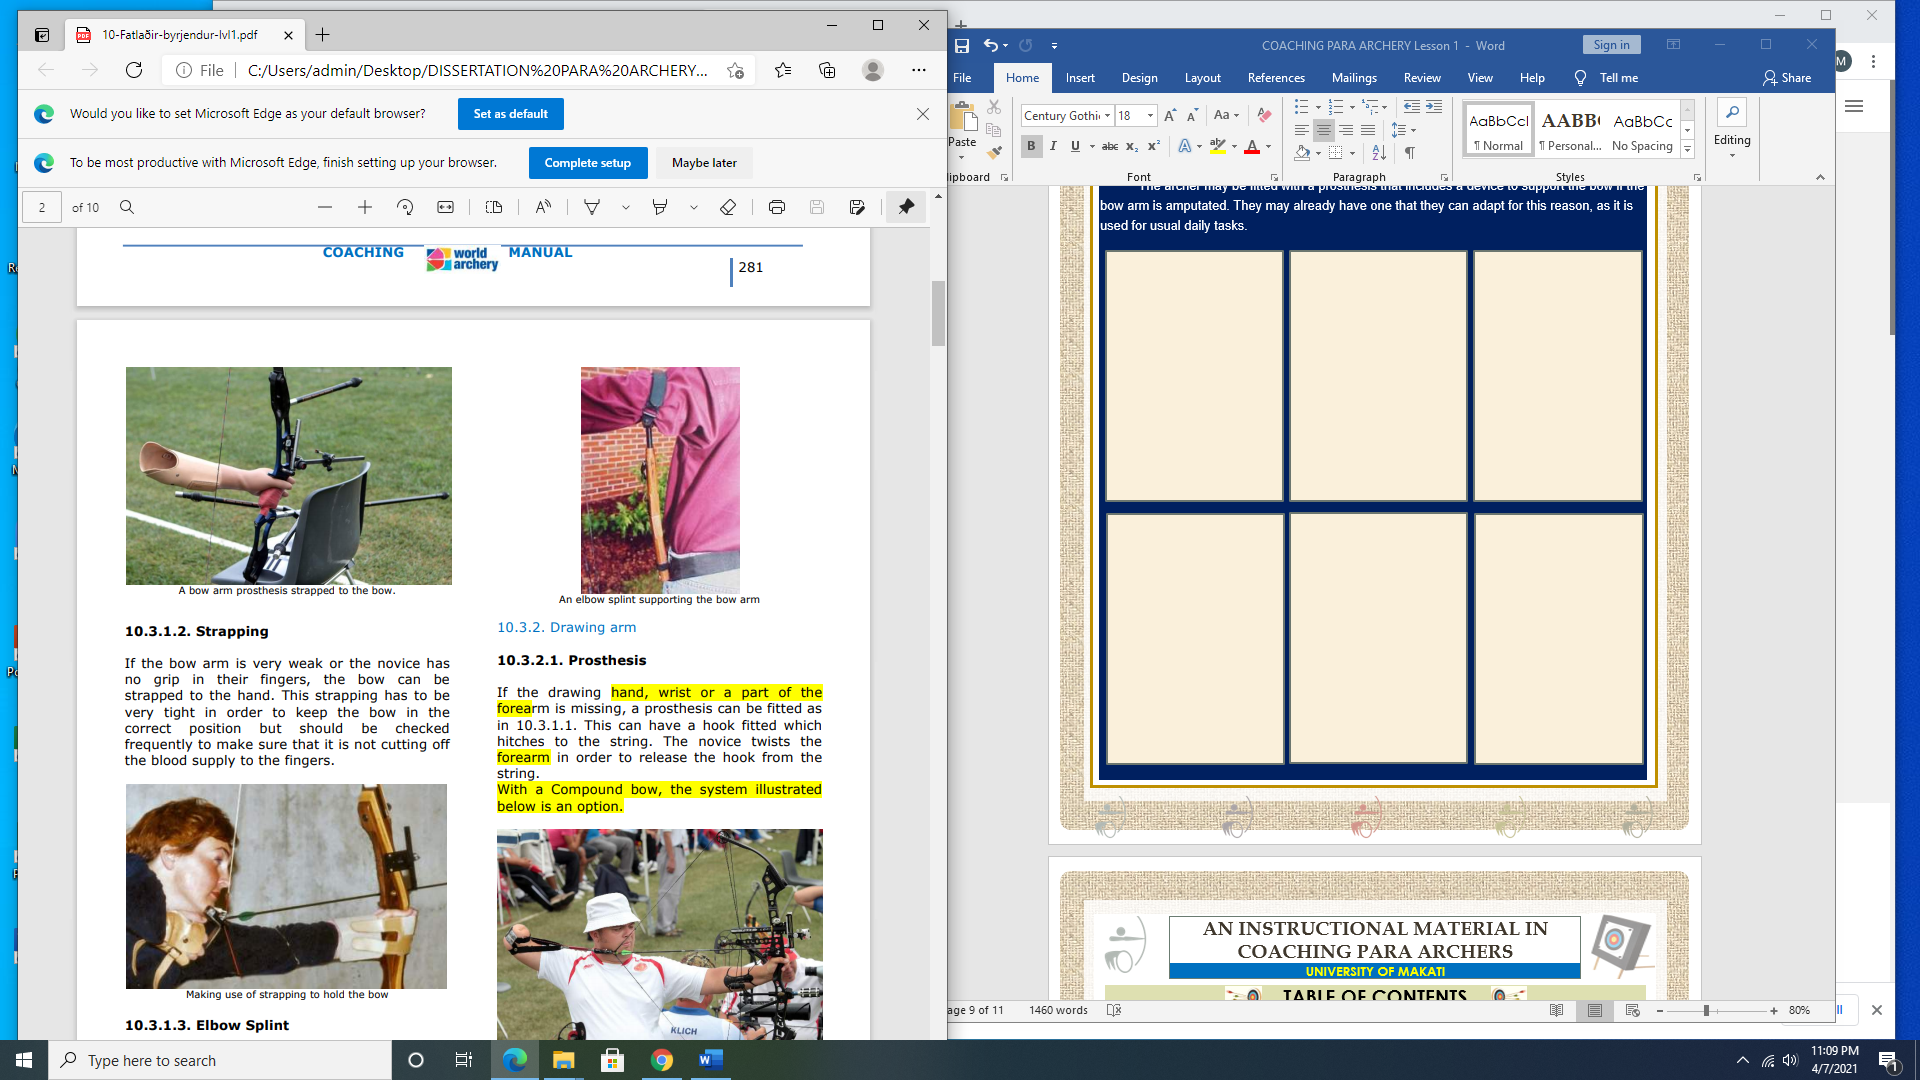 10-Fatlaðir-byrjendur-lvl1.pdf
File
C:/Users/admin/Desktop/DISSERTATION%20PARA%20ARCHERY...
Would you like to set Microsoft Edge as your default browser?
Set as default
To be most productive with Microsoft Edge, finish setting up your browser.
Complete setup
Maybe later
2
of 10
COACHING
world
archery
MANUAL
281
A bow arm prosthesis strapped to the bow.
10.3.1.2. Strapping
If the bow arm is very weak or the novice has
no grip in their fingers, the bow can be
strapped to the hand. This strapping has to be
very tight in order to keep the bow in the
correct position but should be checked
frequently to make sure that it is not cutting off
the blood supply to the fingers.
Making use of strapping to hold the bow
10.3.1.3. Elbow Splint
An elbow splint supporting the bow arm
10.3.2. Drawing arm
10.3.2.1. Prosthesis
If the drawing hand, wrist or a part of the
forearm is missing, a prosthesis can be fitted as
in 10.3.1.1. This can have a hook fitted which
hitches to the string. The novice twists the
forearm in order to release the hook from the
string.
With a Compound bow, the system illustrated
below is an option.
KLICH
COACHING PARA ARCHERY Lesson 1 - Word
Sign in
File
Home
Insert
Design
Layout
References
Mailings
Review
View
Help
Tell me
Share
Paste
lipboard
Century Gothi
18
Aa
B
I
U
abc
x₂
x²
Font
Paragraph
AaBbCcI
¶ Normal
AABB
¶ Personal...
AaBbCc
No Spacing
Styles
Editing
The archer may be fitted with a prosthesis that includes a device to support the bow if the
bow arm is amputated. They may already have one that they can adapt for this reason, as it is
used for usual daily tasks.
AN INSTRUCTIONAL MATERIAL IN
COACHING PARA ARCHERS
UNIVERSITY OF MAKATI
TABLE OF CONTENTS
age 9 of 11
1460 words
80%
M
Type here to search
11:09 PM
4/7/2021
1